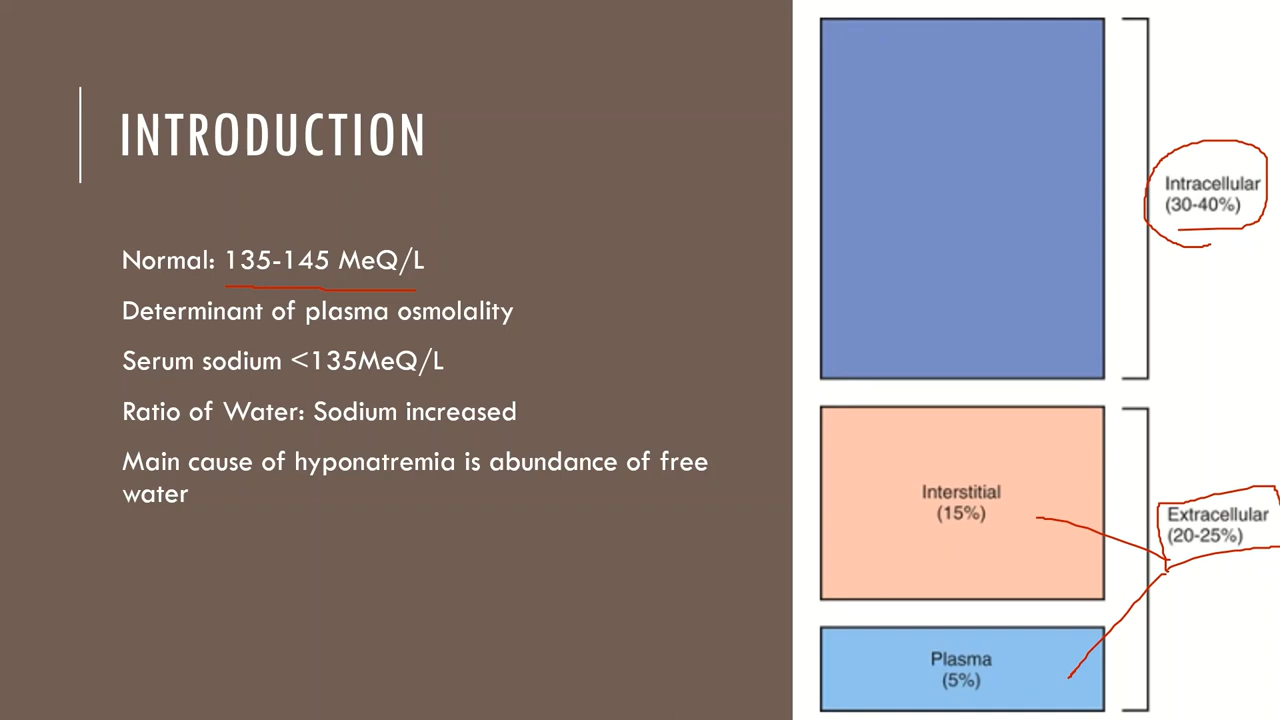 INTRODUCTION
Normal: 135-145 MeQ/L
Determinant of plasma osmolality
Serum sodium <135MeQ/L
Ratio of Water: Sodium increased
Main cause of hyponatremia is abundance of free
water
Intracellular
(30-40%)
Interstitial
(15%)
Extracellular
(20-25%)
Plasma
(5%)